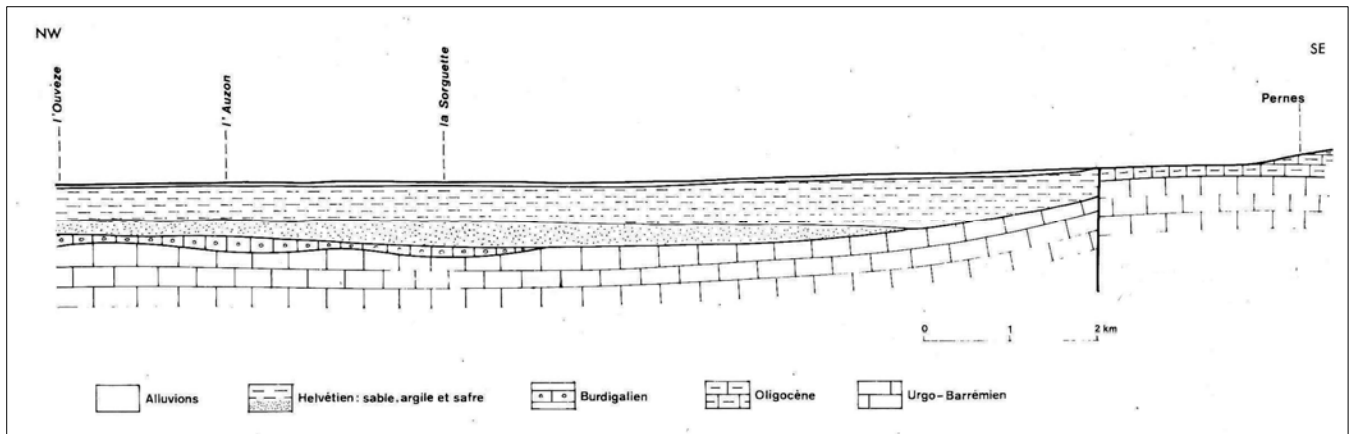 NW
SE
l'Ouvèze
l'Auzon
la Sorguette
Pernes
0 1 2 km
Alluvions
Helvétien : sable, argile et safre
Burdigalien
Oligocène
Urgo-Barrémien